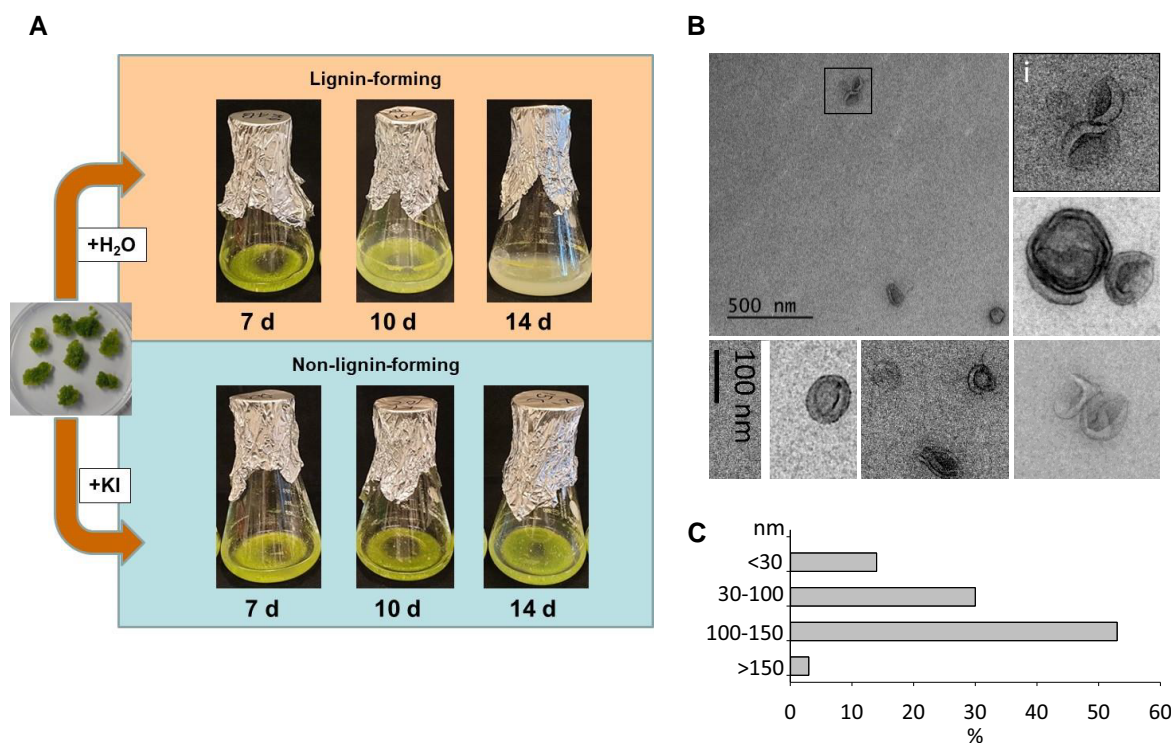 A
Lignin-forming
+H₂O
7 d
10 d
14 d
Non-lignin-forming
+KI
7 d
10 d
14 d
B
i
500 nm
100 nm
C
nm
<30
30-100
100-150
>150
0 10 20 30 40 50 60
%